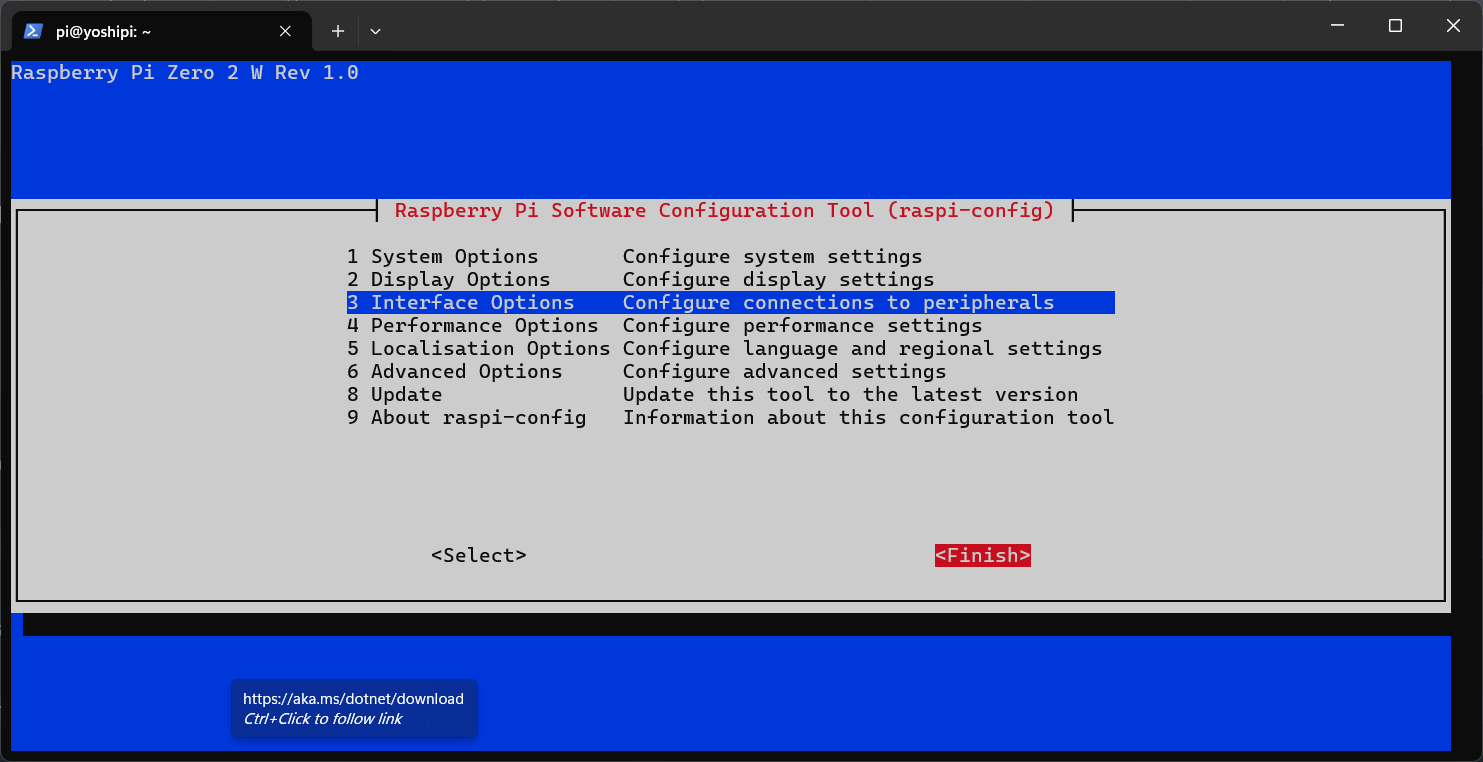 pi@yoshipi: ~
Raspberry Pi Zero 2 W Rev 1.0
Raspberry Pi Software Configuration Tool (raspi-config)
1 System Options Configure system settings
2 Display Options Configure display settings
3 Interface Options Configure connections to peripherals
4 Performance Options Configure performance settings
5 Localisation Options Configure language and regional settings
6 Advanced Options Configure advanced settings
8 Update Update this tool to the latest version
9 About raspi-config Information about this configuration tool
<Select> <Finish>
https://aka.ms/dotnet/download
Ctrl+Click to follow link